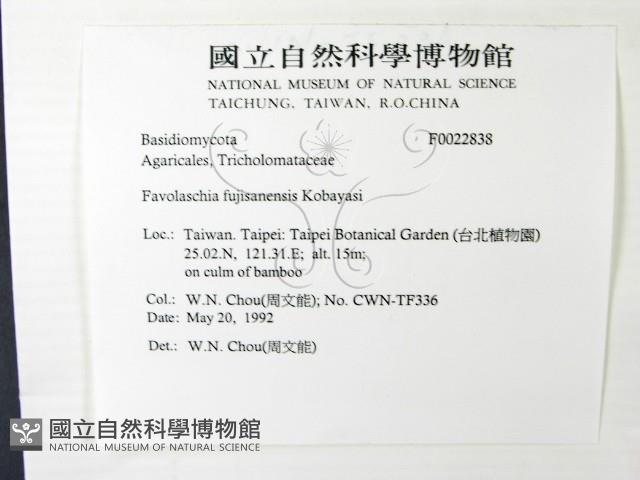 國立自然科學博物館
NATIONAL MUSEUM OF NATURAL SCIENCE
TAICHUNG, TAIWAN, R.O.CHINA
Basidiomycota F0022838
Agaricales, Tricholomataceae
Favolaschia fujisanensis Kobayasi
Loc.: Taiwan. Taipei: Taipei Botanical Garden (台北植物園)
25.02.N, 121.31.E; alt. 15m;
on culm of bamboo
Col.: W.N. Chou(周文能); No. CWN-TF336
Date: May 20, 1992
Det.: W.N. Chou(周文能)
國立自然科學博物館
NATIONAL MUSEUM OF NATURAL SCIENCE